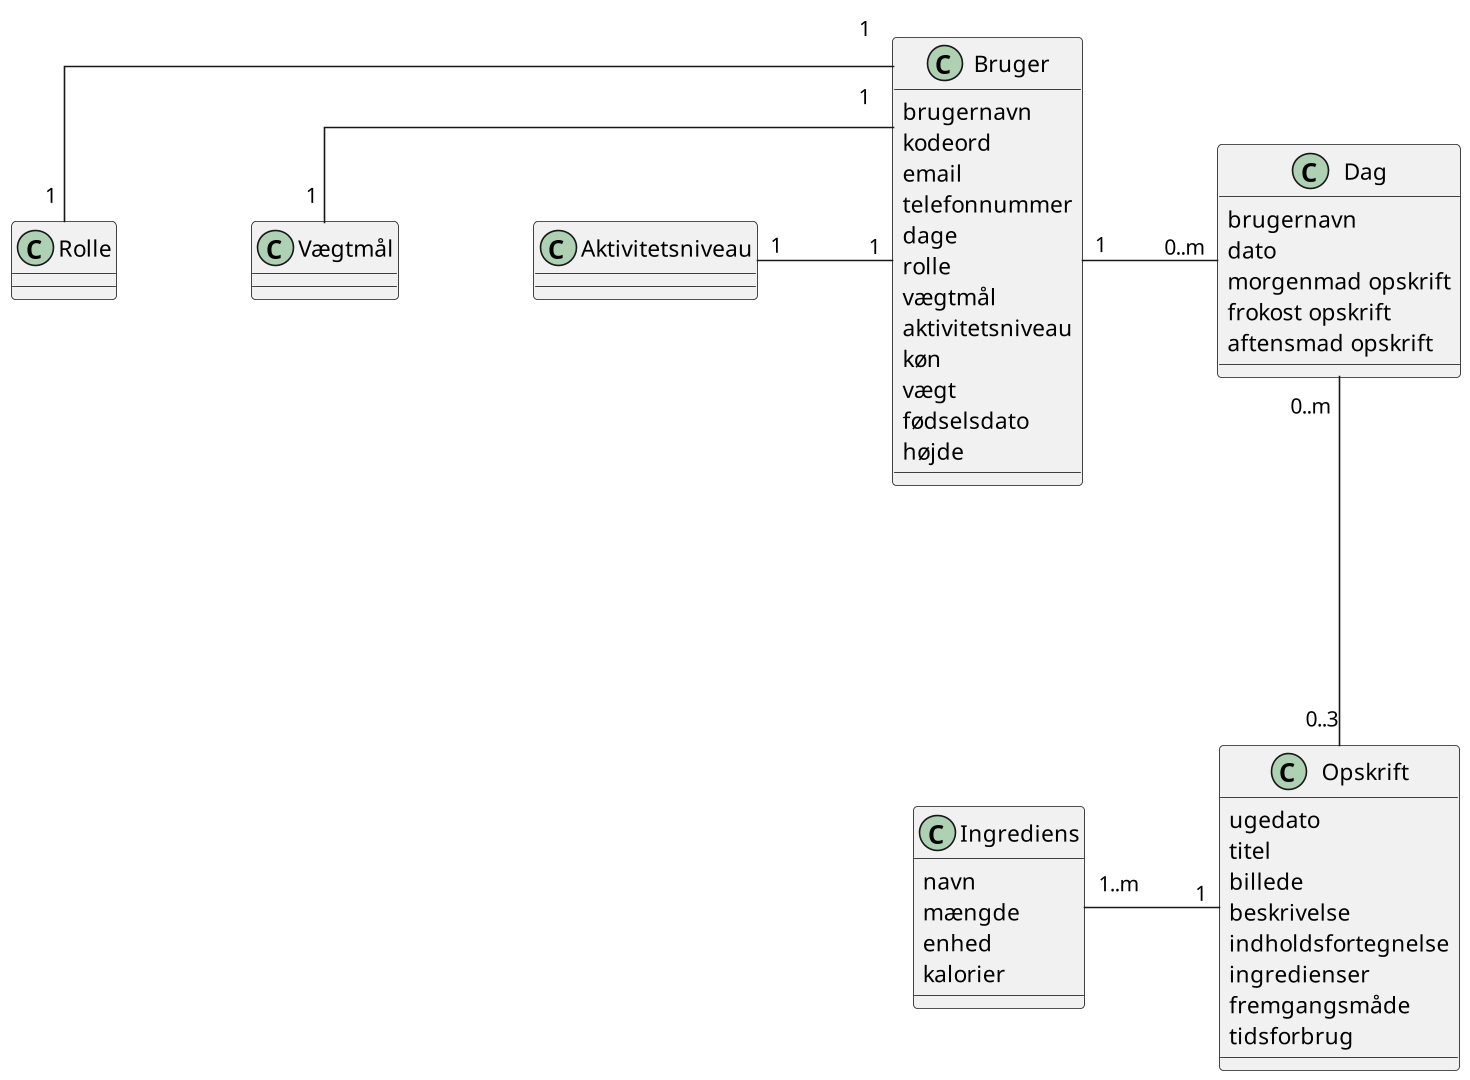 1
C Bruger
brugernavn
kodeord
email
telefonnummer
dage
rolle
vægtmål
aktivitetsniveau
køn
vægt
fødselsdato
højde
1
1
1
C Rolle
C Vægtmål
C Aktivitetsniveau
1
1
1
0..m
C Dag
brugernavn
dato
morgenmad opskrift
frokost opskrift
aftensmad opskrift
0..m
0..3
C Opskrift
ugedato
titel
billede
beskrivelse
indholdsfortegnelse
ingredienser
fremgangsmåde
tidsforbrug
C Ingrediens
navn
mængde
enhed
kalorier
1..m
1